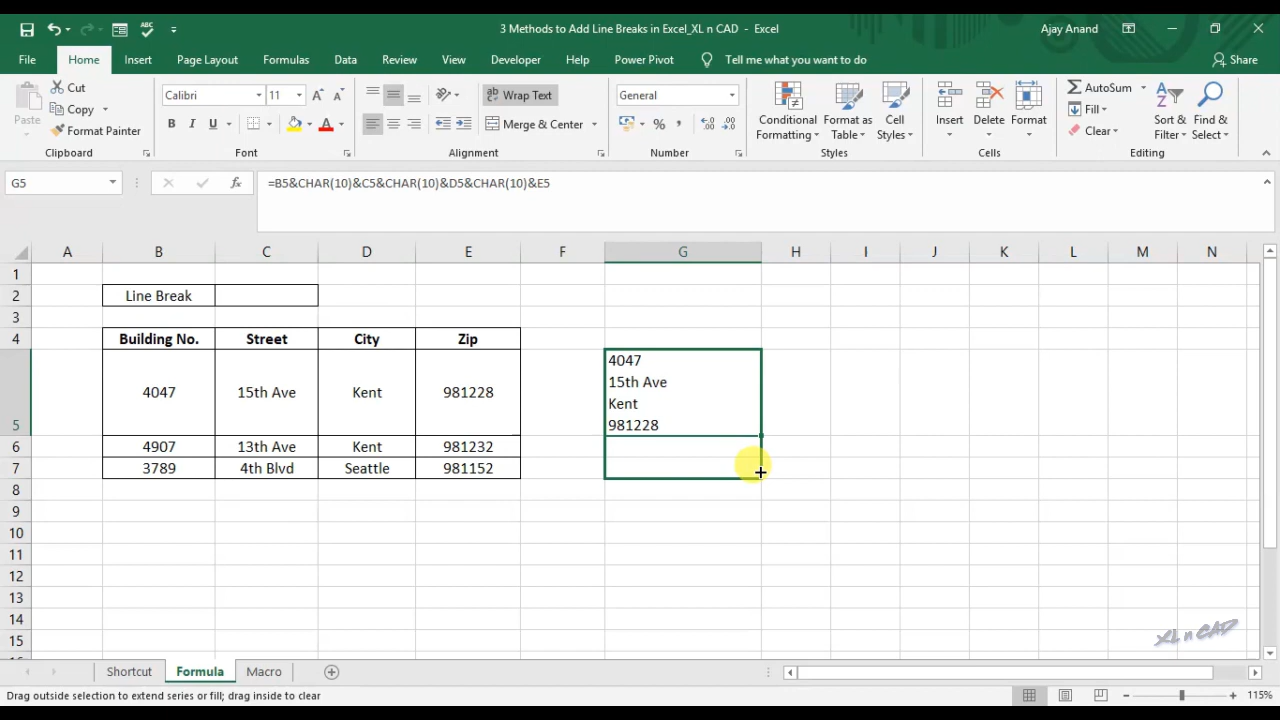 3 Methods to Add Line Breaks in Excel_XL n CAD - Excel
Ajay Anand
File Home Insert Page Layout Formulas Data Review View Developer Help Power Pivot Tell me what you want to do Share
Paste
Cut
Copy
Format Painter
Clipboard
Calibri 11
B I U
Font
Wrap Text
Merge & Center
Alignment
General
%
Number
Conditional Formatting
Format as Table
Cell Styles
Styles
Insert
Delete
Format
Cells
AutoSum
Fill
Clear
Sort & Filter
Find & Select
Editing
G5
fx
=B5&CHAR(10)&C5&CHAR(10)&D5&CHAR(10)&E5
A B C D E F G H I J K L M N
1
2 Line Break
3
4 Building No. Street City Zip
5 4047 15th Ave Kent 981228
4047
15th Ave
Kent
981228
6 4907 13th Ave Kent 981232
7 3789 4th Blvd Seattle 981152
8
9
10
11
12
13
14
15
XL n CAD
Shortcut Formula Macro
Drag outside selection to extend series or fill; drag inside to clear
115%